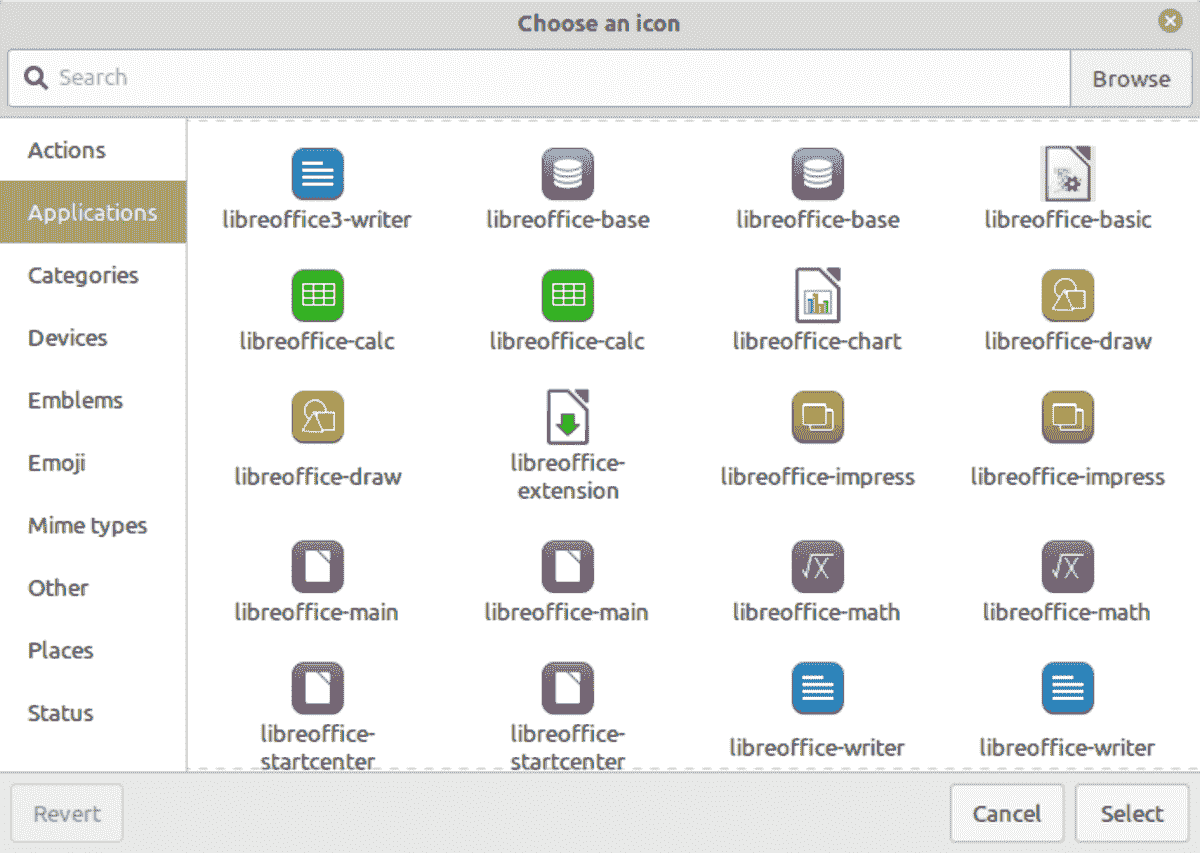 Choose an icon
Search
Browse
Actions
Applications
Categories
Devices
Emblems
Emoji
Mime types
Other
Places
Status
libreoffice3-writer
libreoffice-base
libreoffice-base
libreoffice-basic
libreoffice-calc
libreoffice-calc
libreoffice-chart
libreoffice-draw
libreoffice-draw
libreoffice-
extension
libreoffice-impress
libreoffice-impress
libreoffice-main
libreoffice-main
libreoffice-math
libreoffice-math
libreoffice-
startcenter
libreoffice-
startcenter
libreoffice-writer
libreoffice-writer
Revert
Cancel
Select